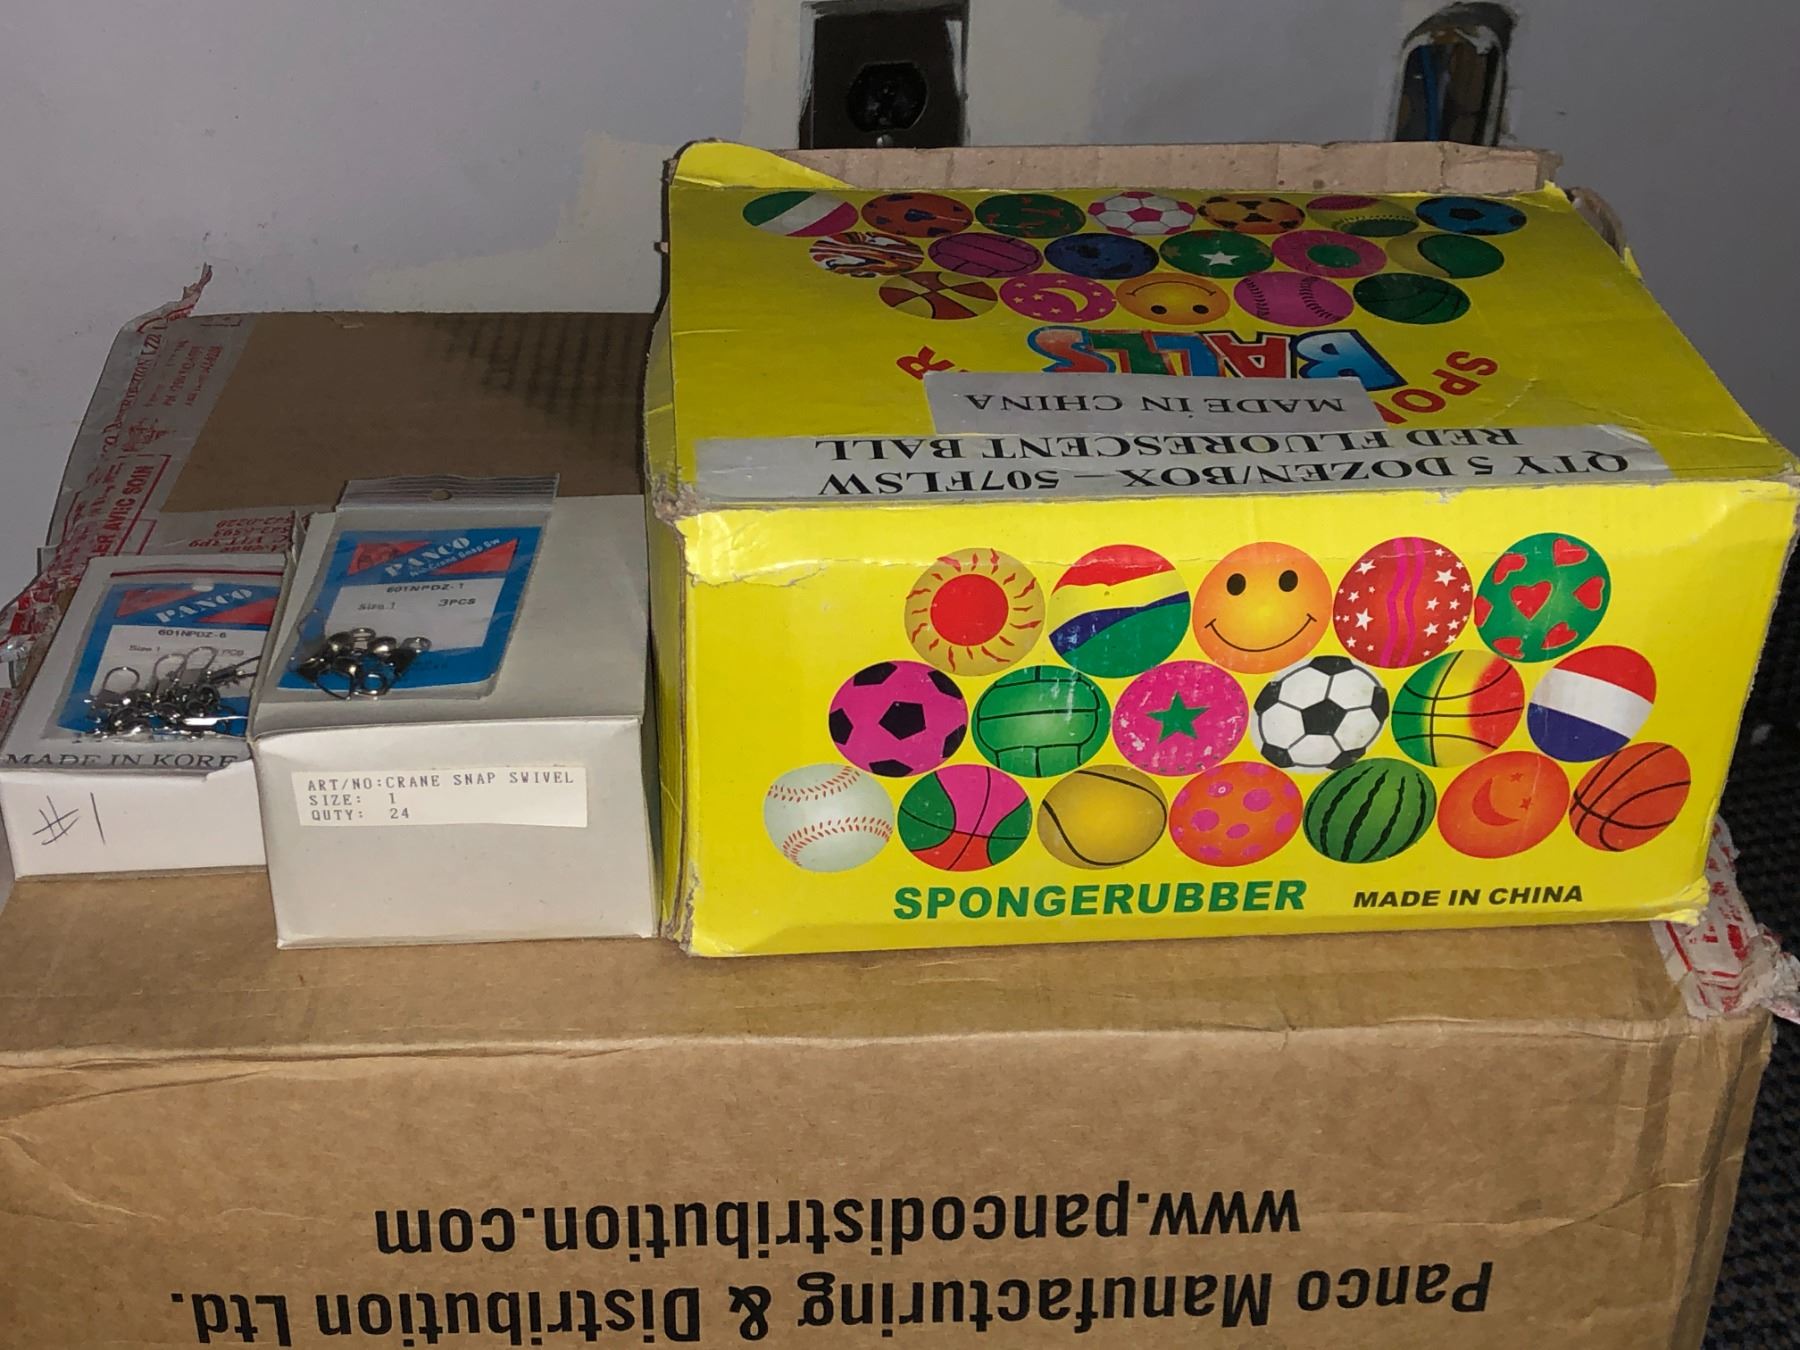 SPONGERUBBER MADE IN CHINA
BALLS
MADE iN CHINA
QTY 5 DOZEN/BOX – 507FLSW
RED FLUORESCENT BALL
PANCO
601NPDZ-1
Size.1 3PCS
PANCO
601NPDZ-6
Size 1 PCS
MADE IN KORE
#1
ART/NO:CRANE SNAP SWIVEL
SIZE: 1
QUTY: 24
Panco Manufacturing & Distribution Ltd.
www.pancodistribution.com